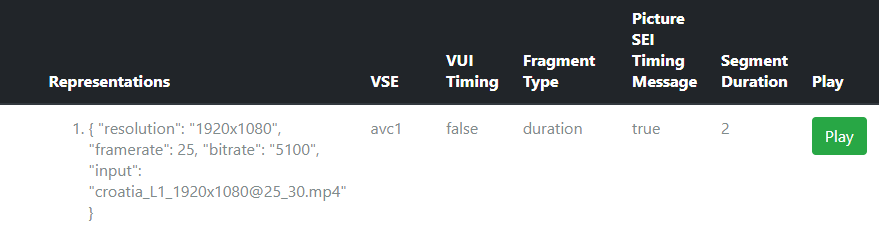 Representations
VSE
VUI
Timing
Fragment
Type
Picture
SEI
Timing
Message
Segment
Duration
Play
1. { "resolution": "1920x1080",
"framerate": 25, "bitrate": "5100",
"input":
"croatia_L1_1920x1080@25_30.mp4"
}
avc1
false
duration
true
2
Play